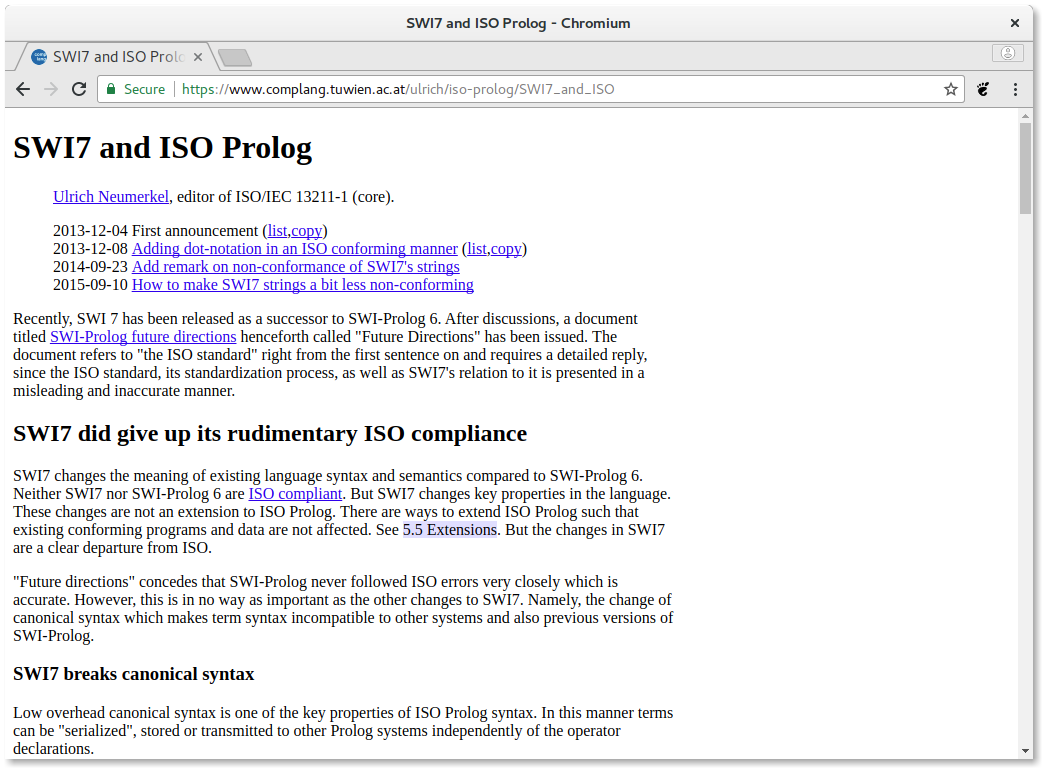 SWI7 and ISO Prolog - Chromium
SWI7 and ISO Prolo
Secure https://www.complang.tuwien.ac.at/ulrich/iso-prolog/SWI7_and_ISO
SWI7 and ISO Prolog
Ulrich Neumerkel, editor of ISO/IEC 13211-1 (core).
2013-12-04 First announcement (list,copy)
2013-12-08 Adding dot-notation in an ISO conforming manner (list,copy)
2014-09-23 Add remark on non-conformance of SWI7's strings
2015-09-10 How to make SWI7 strings a bit less non-conforming
Recently, SWI 7 has been released as a successor to SWI-Prolog 6. After discussions, a document
titled SWI-Prolog future directions henceforth called "Future Directions" has been issued. The
document refers to "the ISO standard" right from the first sentence on and requires a detailed reply,
since the ISO standard, its standardization process, as well as SWI7's relation to it is presented in a
misleading and inaccurate manner.
SWI7 did give up its rudimentary ISO compliance
SWI7 changes the meaning of existing language syntax and semantics compared to SWI-Prolog 6.
Neither SWI7 nor SWI-Prolog 6 are ISO compliant. But SWI7 changes key properties in the language.
These changes are not an extension to ISO Prolog. There are ways to extend ISO Prolog such that
existing conforming programs and data are not affected. See 5.5 Extensions. But the changes in SWI7
are a clear departure from ISO.
"Future directions" concedes that SWI-Prolog never followed ISO errors very closely which is
accurate. However, this is in no way as important as the other changes to SWI7. Namely, the change of
canonical syntax which makes term syntax incompatible to other systems and also previous versions of
SWI-Prolog.
SWI7 breaks canonical syntax
Low overhead canonical syntax is one of the key properties of ISO Prolog syntax. In this manner terms
can be "serialized", stored or transmitted to other Prolog systems independently of the operator
declarations.